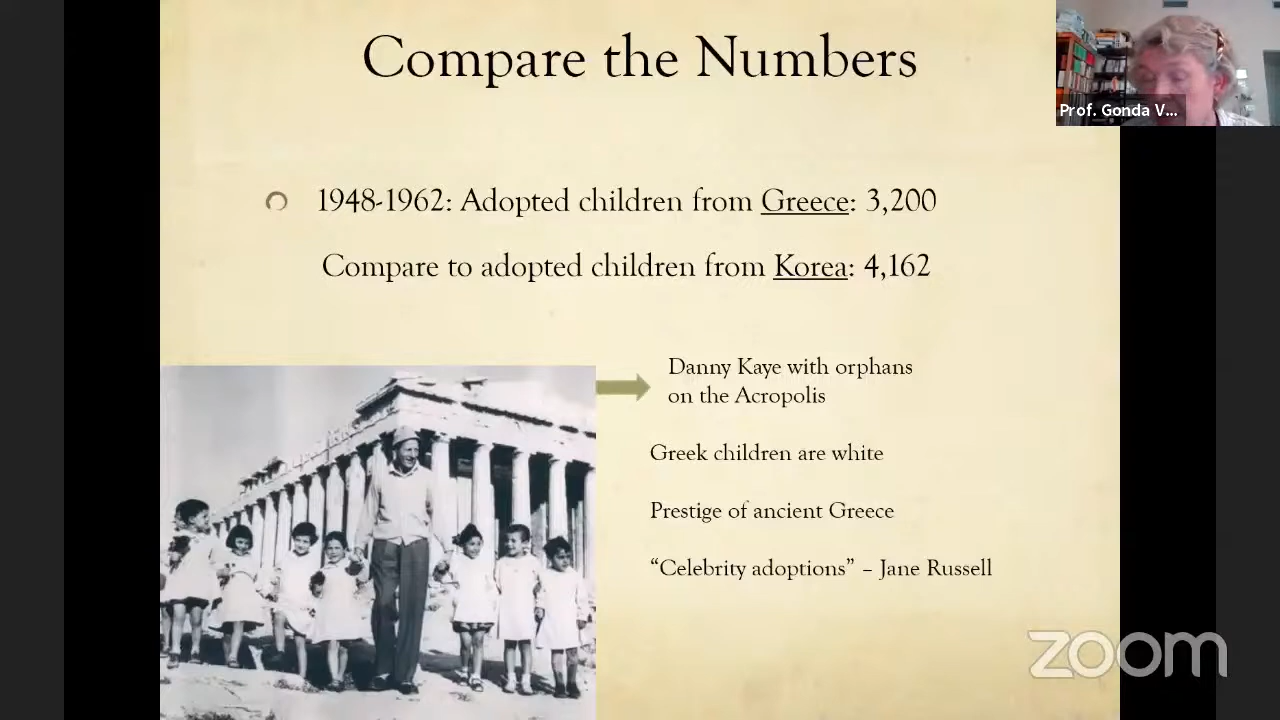 Compare the Numbers
Prof. Gonda V...
1948-1962: Adopted children from Greece: 3,200
Compare to adopted children from Korea: 4,162
Danny Kaye with orphans
on the Acropolis
Greek children are white
Prestige of ancient Greece
“Celebrity adoptions” – Jane Russell
zoom